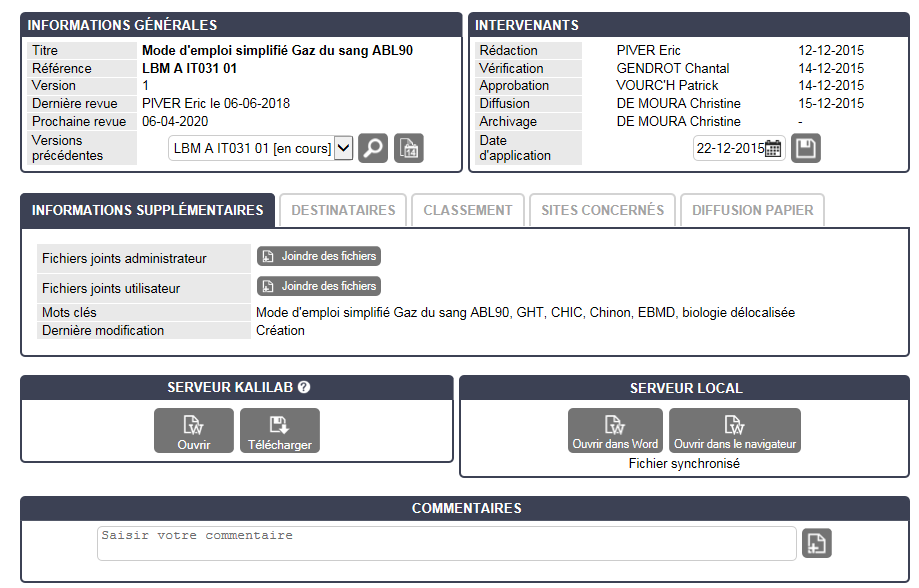 INFORMATIONS GÉNÉRALES
Titre Mode d'emploi simplifié Gaz du sang ABL90
Référence LBM A IT031 01
Version 1
Dernière revue PIVER Eric le 06-06-2018
Prochaine revue 06-04-2020
Versions
précédentes LBM A IT031 01 [en cours] 14
INTERVENANTS
Rédaction PIVER Eric 12-12-2015
Vérification GENDROT Chantal 14-12-2015
Approbation VOURC'H Patrick 14-12-2015
Diffusion DE MOURA Christine 15-12-2015
Archivage DE MOURA Christine -
Date
d'application 22-12-2015
INFORMATIONS SUPPLÉMENTAIRES DESTINATAIRES CLASSEMENT SITES CONCERNÉS DIFFUSION PAPIER
Fichiers joints administrateur Joindre des fichiers
Fichiers joints utilisateur Joindre des fichiers
Mots clés Mode d'emploi simplifié Gaz du sang ABL90, GHT, CHIC, Chinon, EBMD, biologie délocalisée
Dernière modification Création
SERVEUR KALILAB ?
Ouvrir Télécharger
SERVEUR LOCAL
Ouvrir dans Word Ouvrir dans le navigateur
Fichier synchronisé
COMMENTAIRES
Saisir votre commentaire